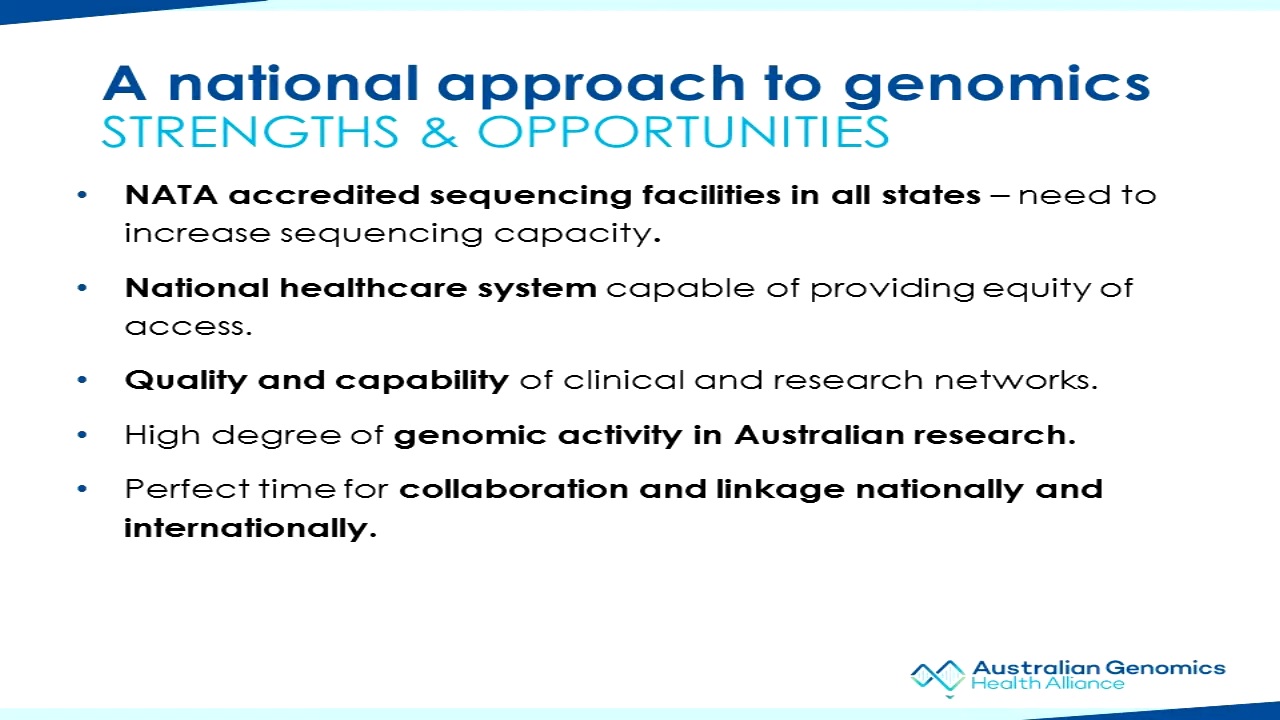 A national approach to genomics
STRENGTHS & OPPORTUNITIES
• NATA accredited sequencing facilities in all states – need to
increase sequencing capacity.
• National healthcare system capable of providing equity of
access.
• Quality and capability of clinical and research networks.
• High degree of genomic activity in Australian research.
• Perfect time for collaboration and linkage nationally and
internationally.
Australian Genomics
Health Alliance